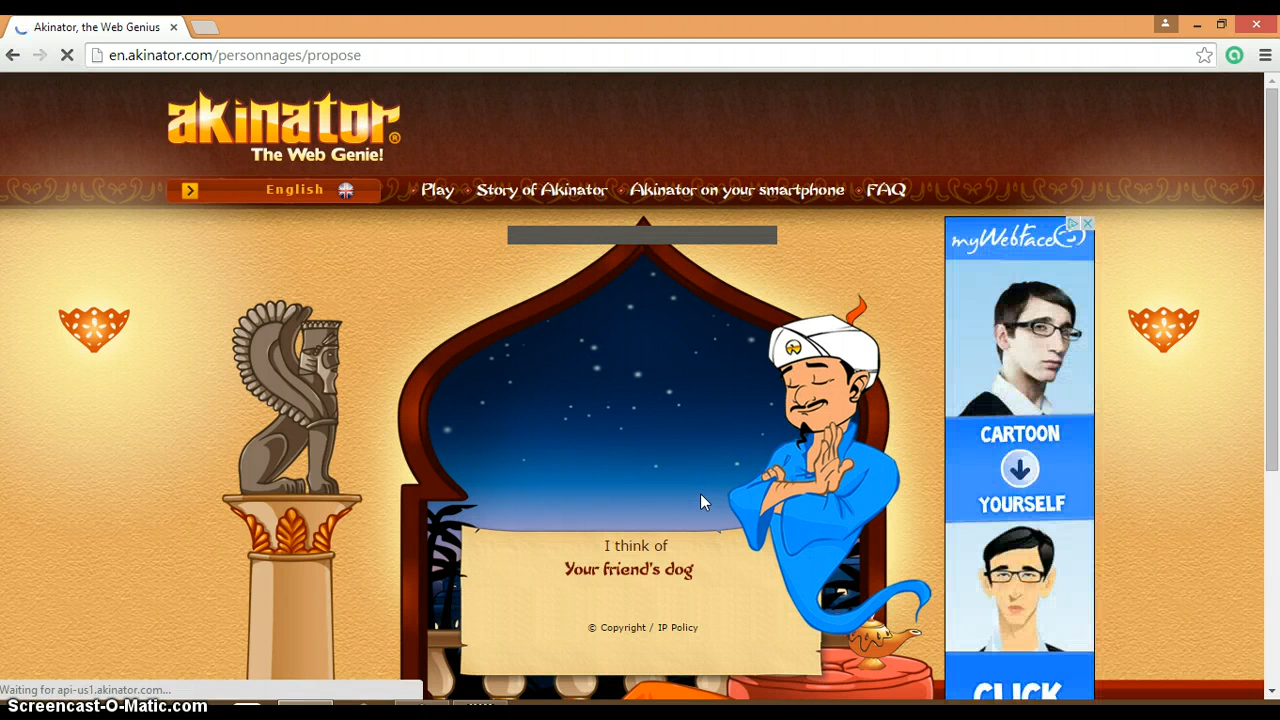 Akinator, the Web Genius
en.akinator.com/personnages/propose
akinator®
The Web Genie!
English
Play
Story of Akinator
Akinator on your smartphone
FAQ
myWebFace
CARTOON
YOURSELF
I think of
Your friend's dog
© Copyright / IP Policy
CLICK
Waiting for api-us1.akinator.com...
Screencast-O-Matic.com